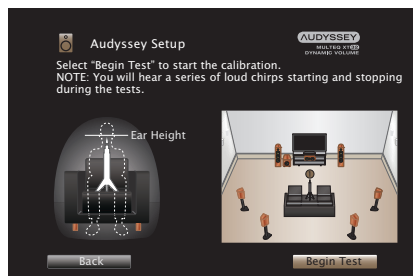 Audyssey Setup
AUDYSSEY
MULTEQ XT32
DYNAMIC VOLUME
Select “Begin Test” to start the calibration.
NOTE: You will hear a series of loud chirps starting and stopping
during the tests.
Ear Height
Back
Begin Test